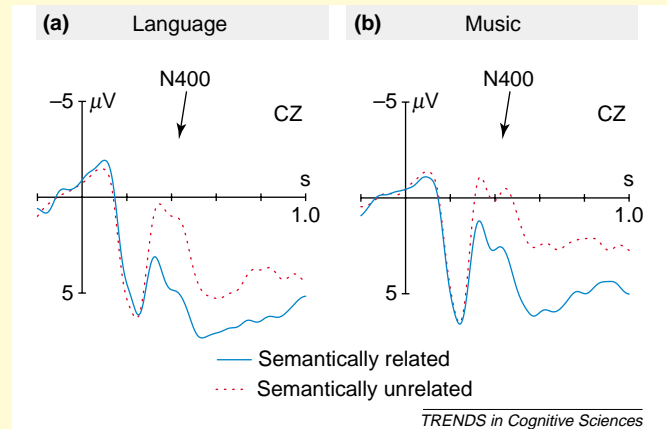 (a) Language
(b) Music
N400
N400
–5 μV
–5 μV
CZ
CZ
s
s
1.0
1.0
5
5
Semantically related
Semantically unrelated
TRENDS in Cognitive Sciences